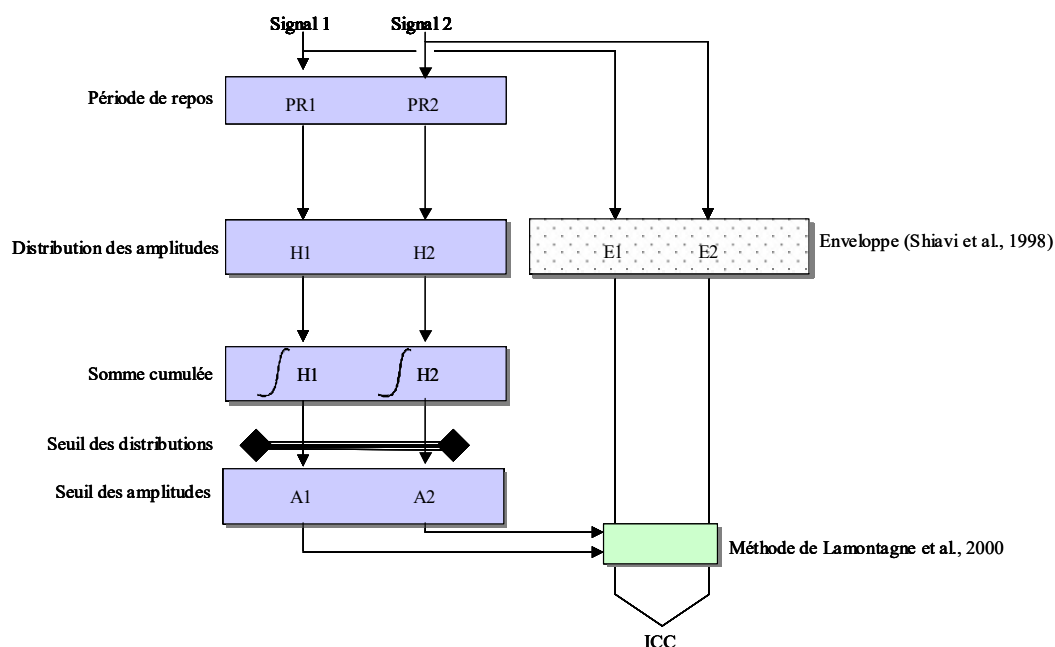 Signal 1 Signal 2
Période de repos PR1 PR2
Distribution des amplitudes H1 H2 E1 E2 Enveloppe (Shiavi et al., 1998)
Somme cumulée ∫ H1 ∫ H2
Seuil des distributions
Seuil des amplitudes A1 A2
Méthode de Lamontagne et al., 2000
ICC